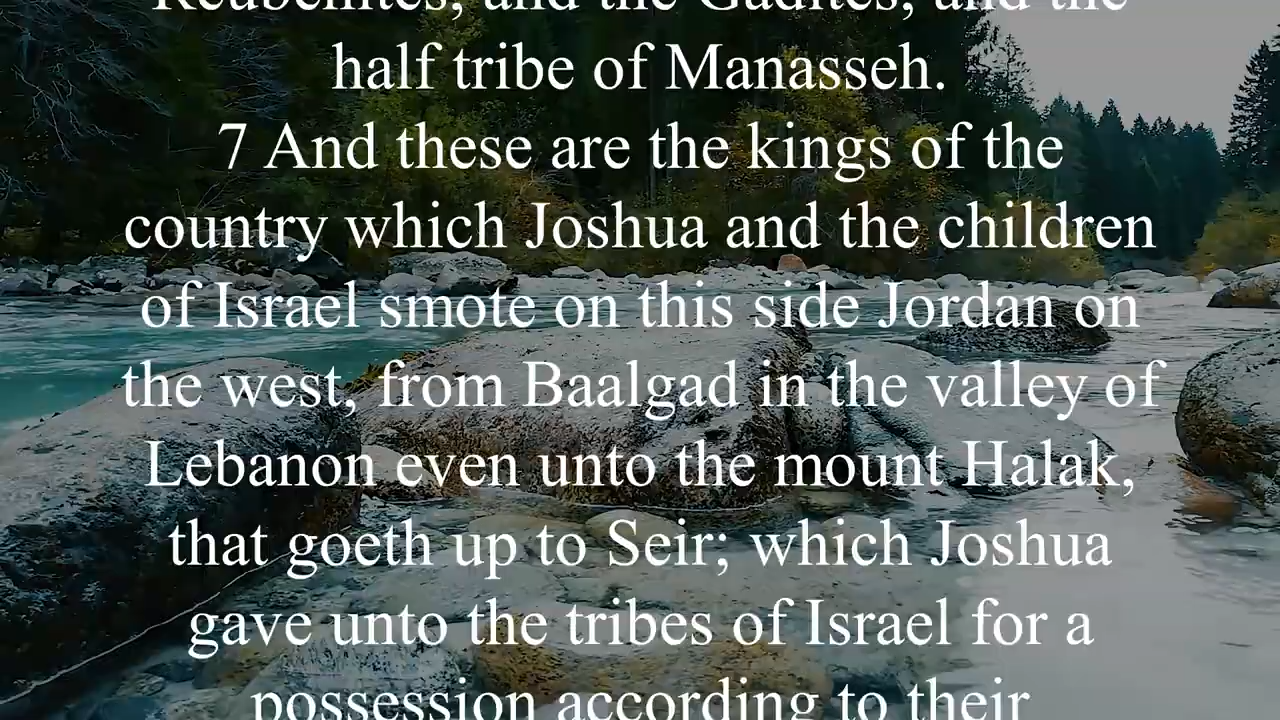 Reubenites, and the Gadites, and the
half tribe of Manasseh.
7 And these are the kings of the
country which Joshua and the children
of Israel smote on this side Jordan on
the west, from Baalgad in the valley of
Lebanon even unto the mount Halak,
that goeth up to Seir; which Joshua
gave unto the tribes of Israel for a
possession according to their